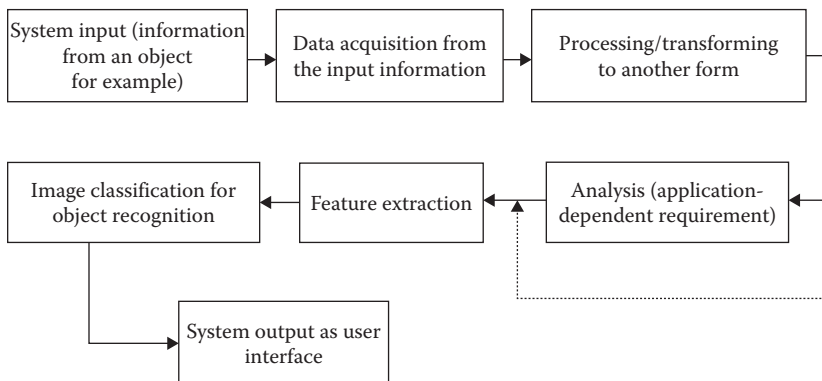 System input (information
from an object
for example)
Data acquisition from
the input information
Processing/transforming
to another form
Analysis (application-
dependent requirement)
Feature extraction
Image classification for
object recognition
System output as user
interface